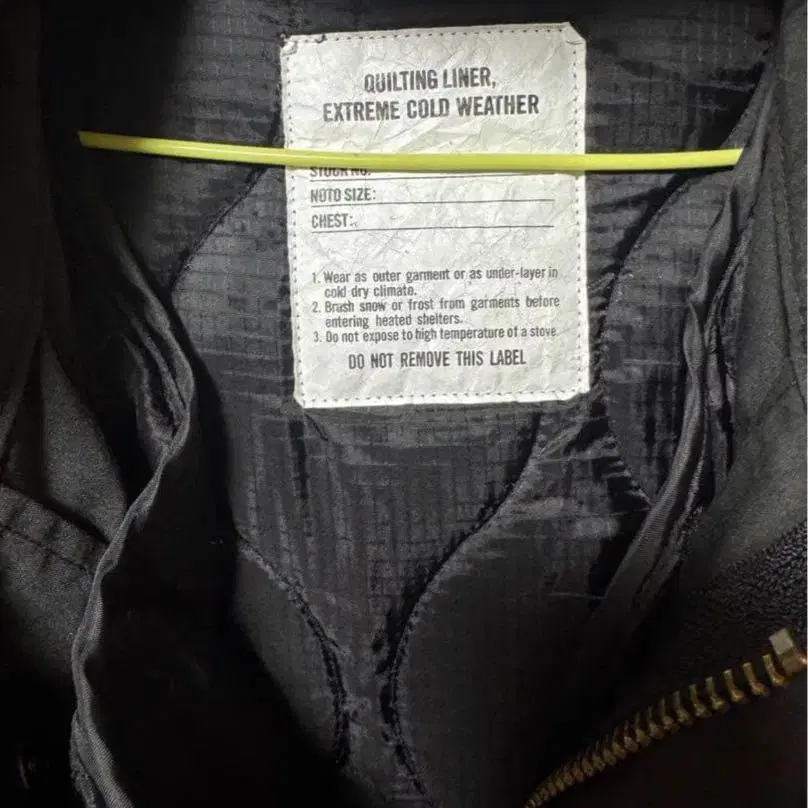 QUILTING LINER,
EXTREME COLD WEATHER
STOCK NO.
NOTO SIZE:
CHEST:
1. Wear as outer garment or as under-layer in
cold dry climate.
2. Brush snow or frost from garments before
entering heated shelters.
3. Do not expose to high temperature of a stove.
DO NOT REMOVE THIS LABEL